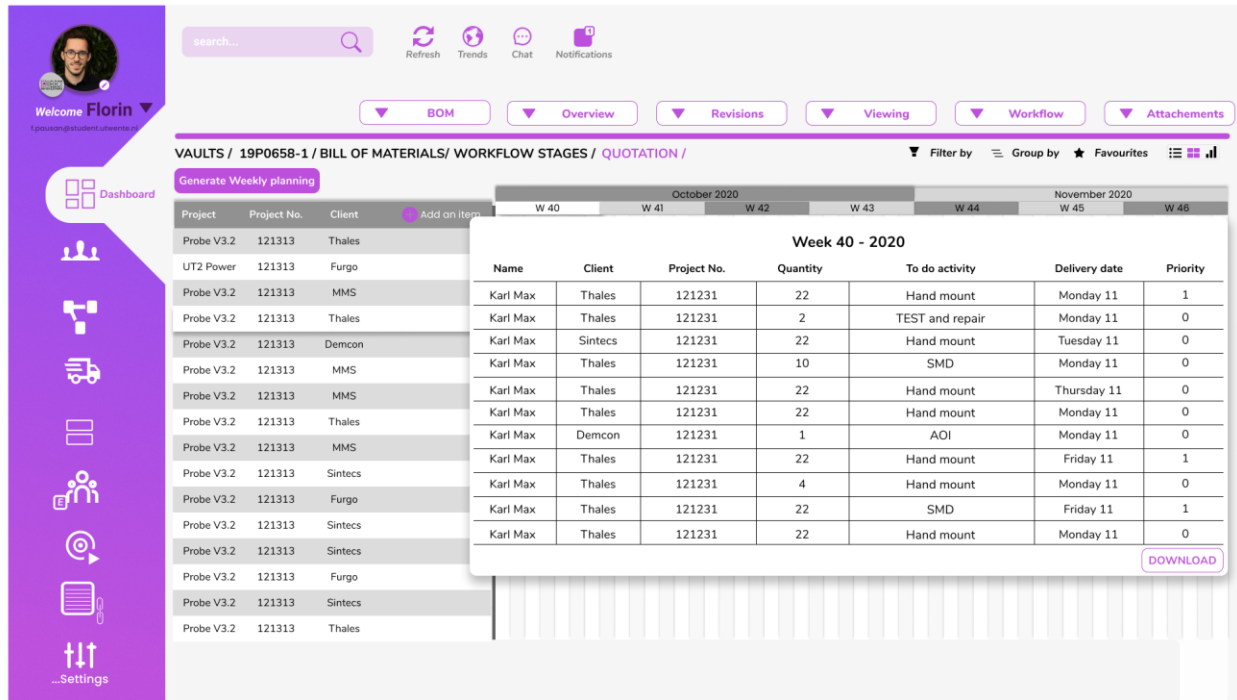 search...
Refresh Trends Chat Notifications
1
Welcome Florin
f.pausan@student.utwente.nl
BOM Overview Revisions Viewing Workflow Attachements
VAULTS / 19P0658-1 / BILL OF MATERIALS/ WORKFLOW STAGES / QUOTATION /
Filter by Group by Favourites
Generate Weekly planning
Dashboard
October 2020 November 2020
W 40 W 41 W 42 W 43 W 44 W 45 W 46
Project Project No. Client + Add an item
Probe V3.2 121313 Thales
UT2 Power 121313 Furgo
Probe V3.2 121313 MMS
Probe V3.2 121313 Thales
Probe V3.2 121313 Demcon
Probe V3.2 121313 MMS
Probe V3.2 121313 MMS
Probe V3.2 121313 Thales
Probe V3.2 121313 MMS
Probe V3.2 121313 Sintecs
Probe V3.2 121313 Furgo
Probe V3.2 121313 Sintecs
Probe V3.2 121313 Sintecs
Probe V3.2 121313 Furgo
Probe V3.2 121313 Sintecs
Probe V3.2 121313 Thales
Week 40 - 2020
Name Client Project No. Quantity To do activity Delivery date Priority
Karl Max Thales 121231 22 Hand mount Monday 11 1
Karl Max Thales 121231 2 TEST and repair Monday 11 0
Karl Max Sintecs 121231 22 Hand mount Tuesday 11 0
Karl Max Thales 121231 10 SMD Monday 11 0
Karl Max Thales 121231 22 Hand mount Thursday 11 0
Karl Max Thales 121231 22 Hand mount Monday 11 0
Karl Max Demcon 121231 1 AOI Monday 11 0
Karl Max Thales 121231 22 Hand mount Friday 11 1
Karl Max Thales 121231 4 Hand mount Monday 11 0
Karl Max Thales 121231 22 SMD Friday 11 1
Karl Max Thales 121231 22 Hand mount Monday 11 0
DOWNLOAD
E
...Settings